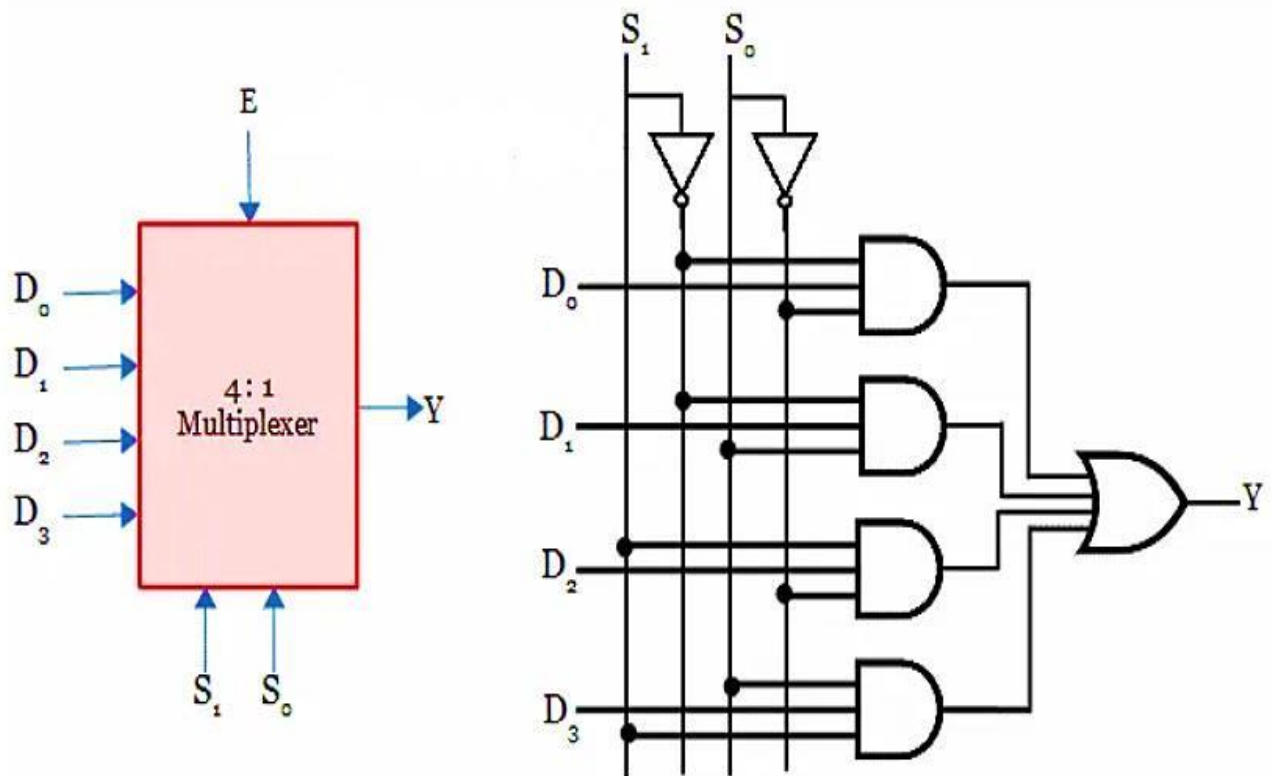 E
D₀
D₁
D₂
D₃
4:1
Multiplexer
Y
S₁ S₀
S₁ S₀
D₀
D₁
D₂
D₃
Y